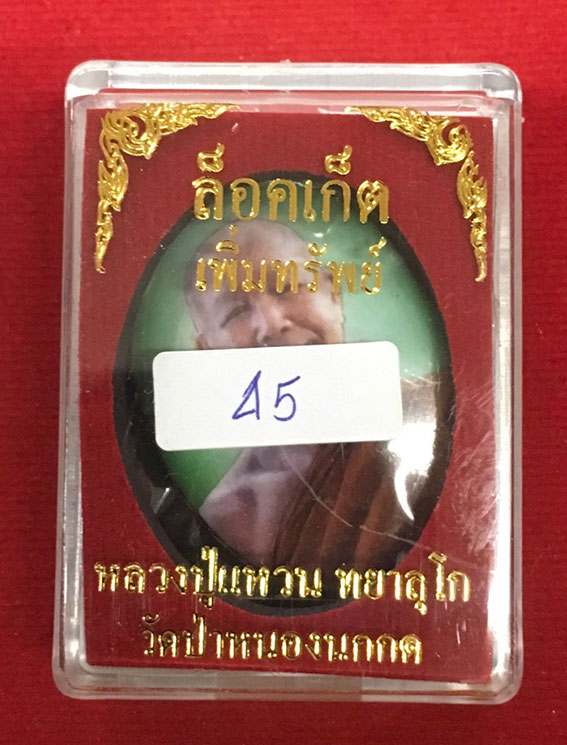 ล็อคเก็ต
เพิ่มทรัพย์
45
หลวงปู่แหวน ทยาลุโก
วัดป่าหนองนกกด